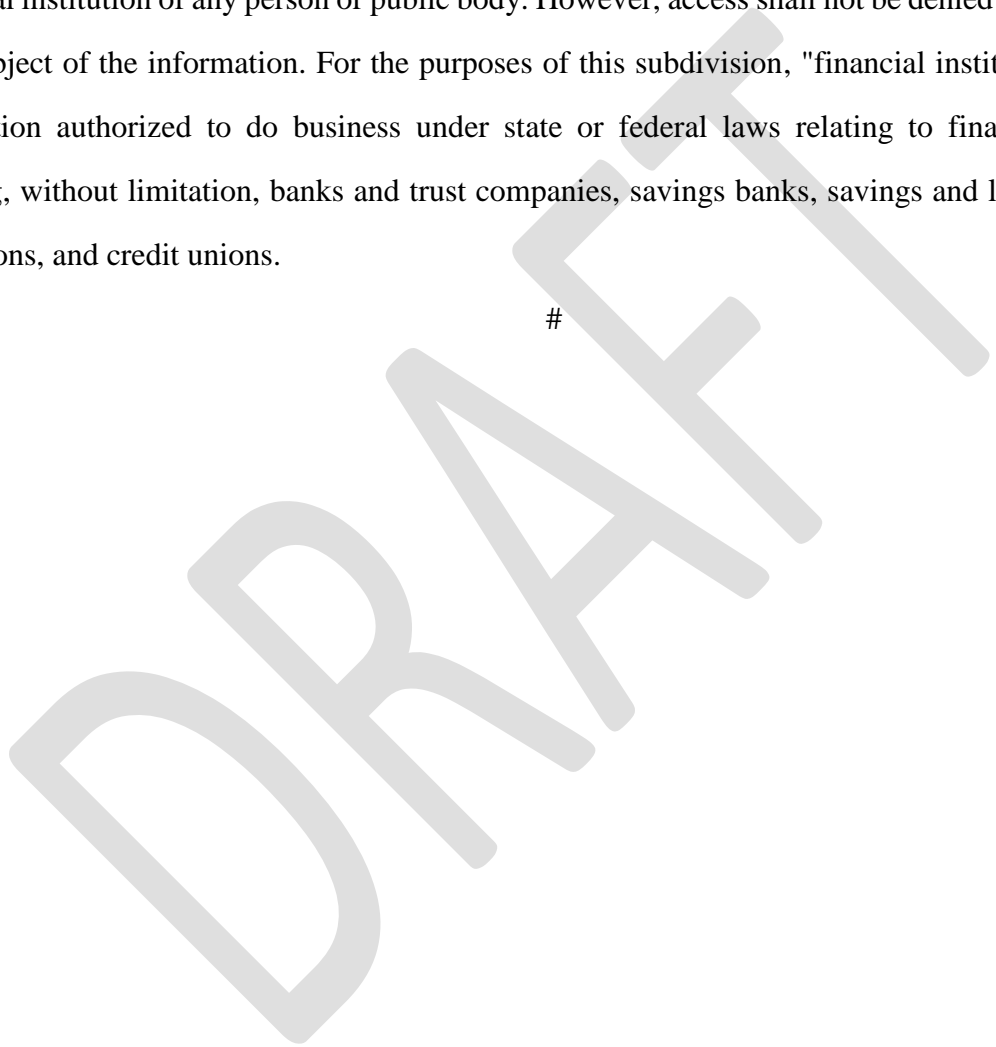 al institution of any person or public body. However, access shall not be denied
bject of the information. For the purposes of this subdivision, "financial instit
tion authorized to do business under state or federal laws relating to fina
, without limitation, banks and trust companies, savings banks, savings and l
ons, and credit unions.
#
DRAFT